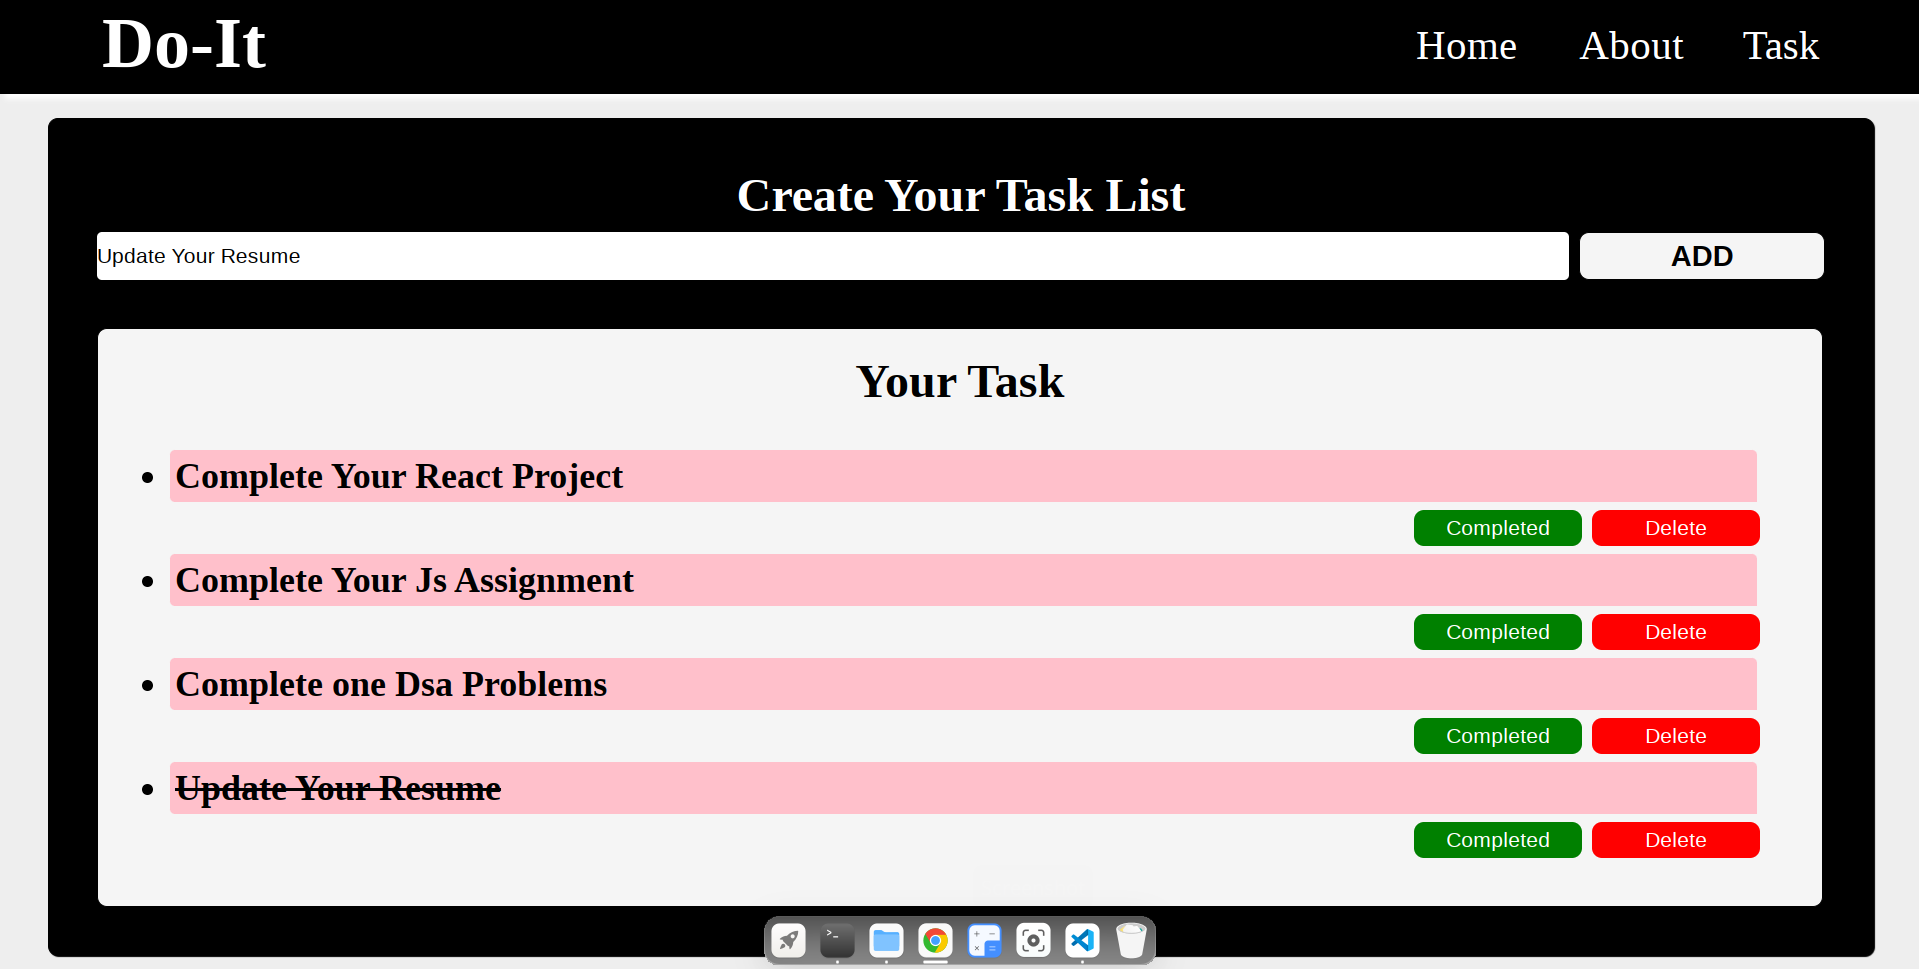 Do-It
Home About Task
Create Your Task List
Update Your Resume
ADD
Your Task
Complete Your React Project
Completed Delete
Complete Your Js Assignment
Completed Delete
Complete one Dsa Problems
Completed Delete
Update Your Resume
Completed Delete